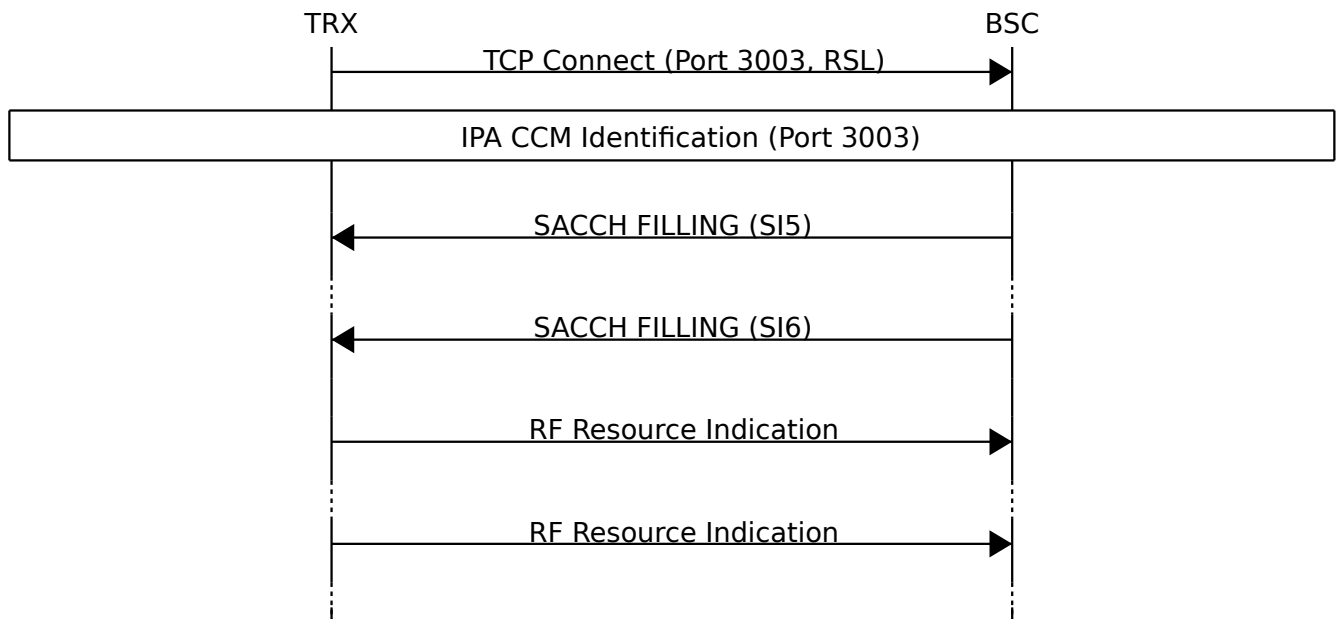 TRX
BSC
TCP Connect (Port 3003, RSL)
IPA CCM Identification (Port 3003)
SACCH FILLING (SI5)
SACCH FILLING (SI6)
RF Resource Indication
RF Resource Indication